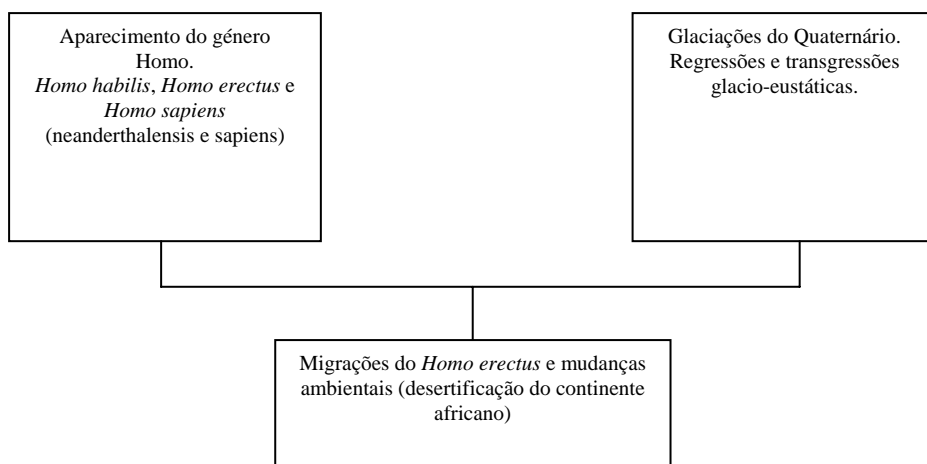 Aparecimento do género
Homo.
Homo habilis, Homo erectus e
Homo sapiens
(neanderthalensis e sapiens)
Glaciações do Quaternário.
Regressões e transgressões
glacio-eustáticas.
Migrações do Homo erectus e mudanças
ambientais (desertificação do continente
africano)